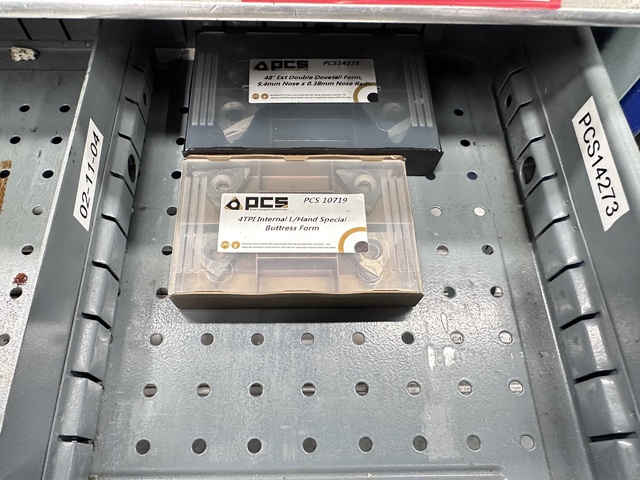 PCS PCS14273
48° Ext Double Dovetail Form,
9.4mm Nose x 0.38mm Nose Rad
PCS PCS 10719
4TPI Internal L/Hand Special
Buttress Form
02-11-04
PCS14273